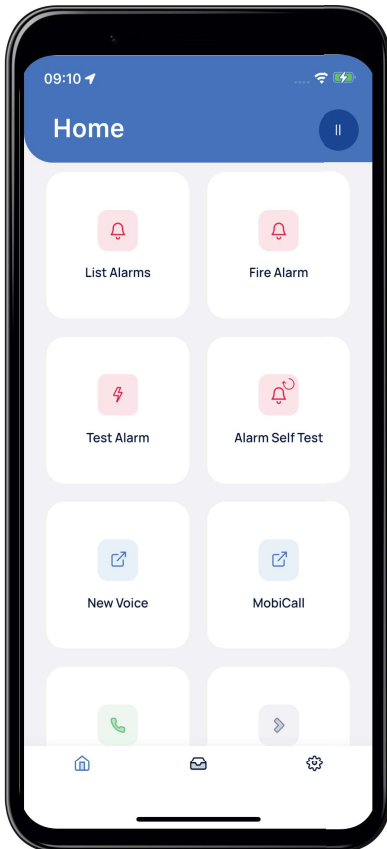 09:10
Home
List Alarms
Fire Alarm
Test Alarm
Alarm Self Test
New Voice
MobiCall